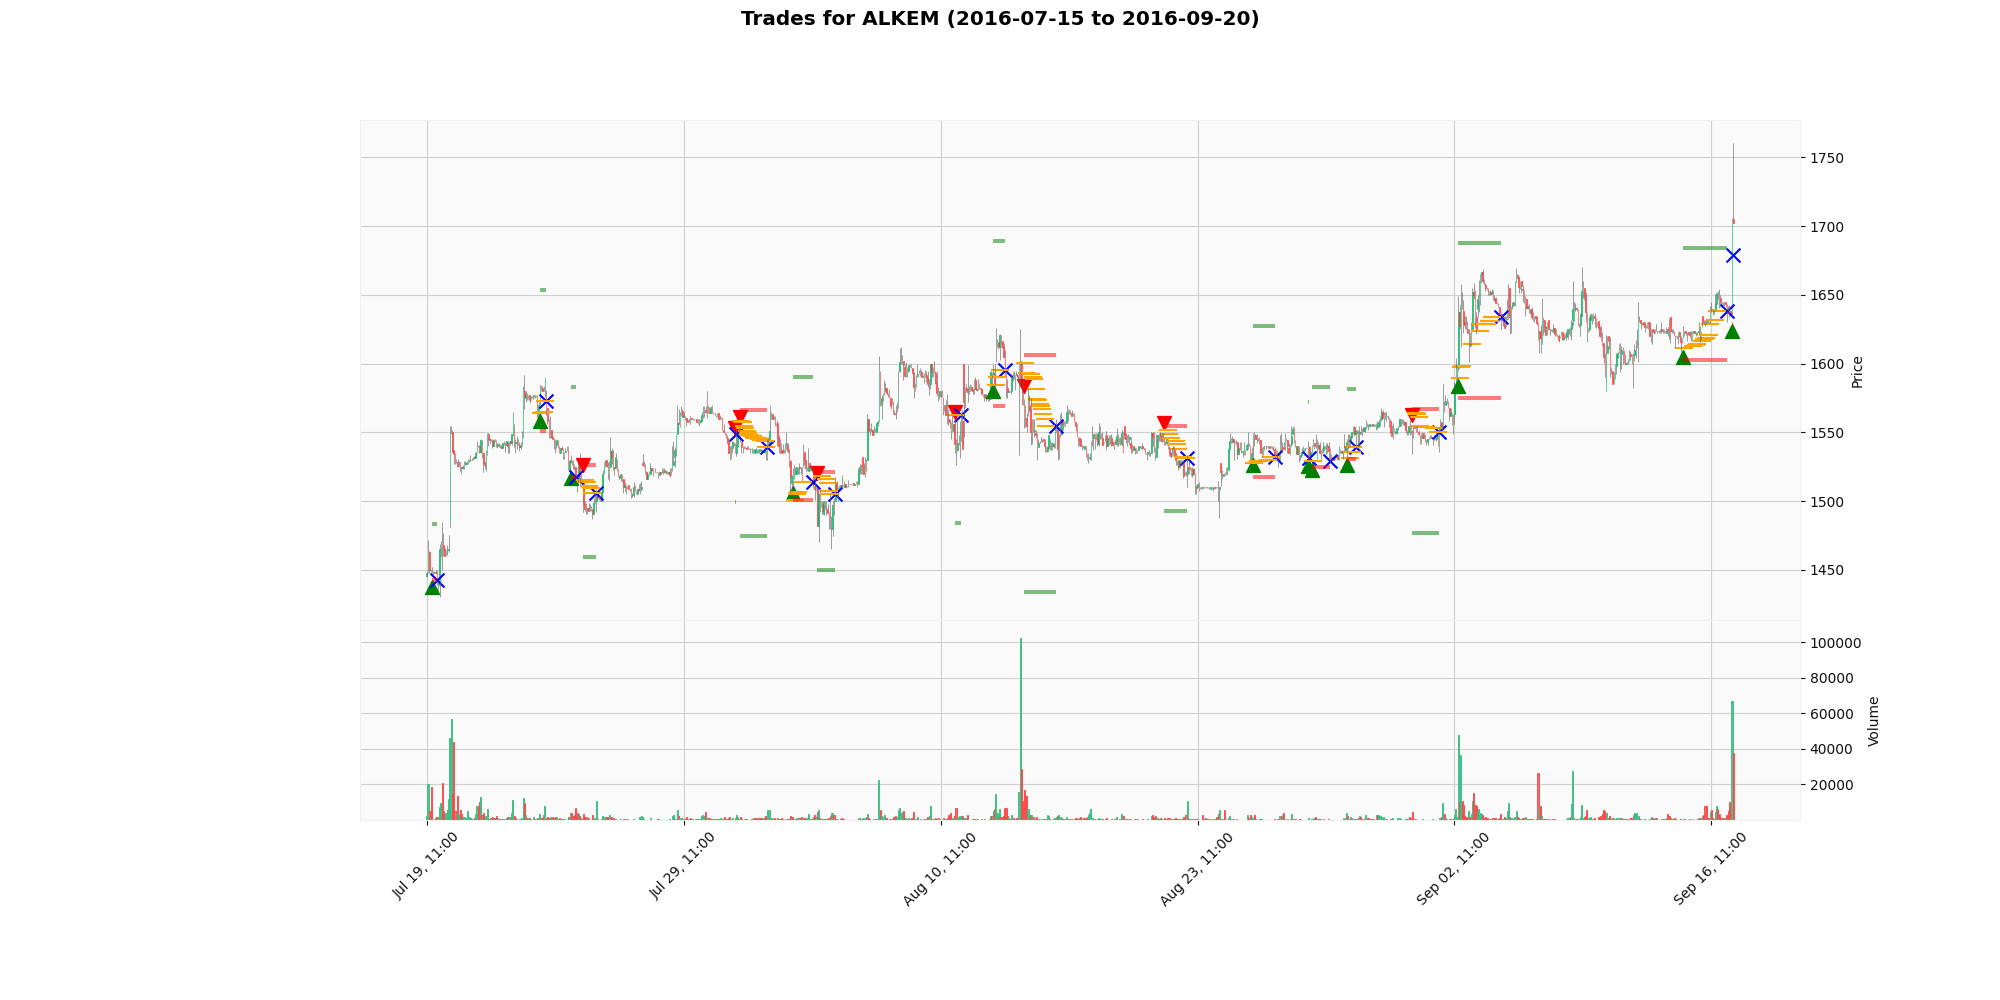 Trades for ALKEM (2016-07-15 to 2016-09-20)
1750
1700
1650
1600
1550
1500
1450
Price
100000
80000
60000
40000
20000
Volume
Jul 19, 11:00
Jul 29, 11:00
Aug 10, 11:00
Aug 23, 11:00
Sep 02, 11:00
Sep 16, 11:00